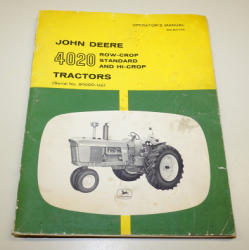 OPERATOR'S MANUAL
JOHN DEERE
4020 ROW-CROP
STANDARD
AND HI-CROP
TRACTORS